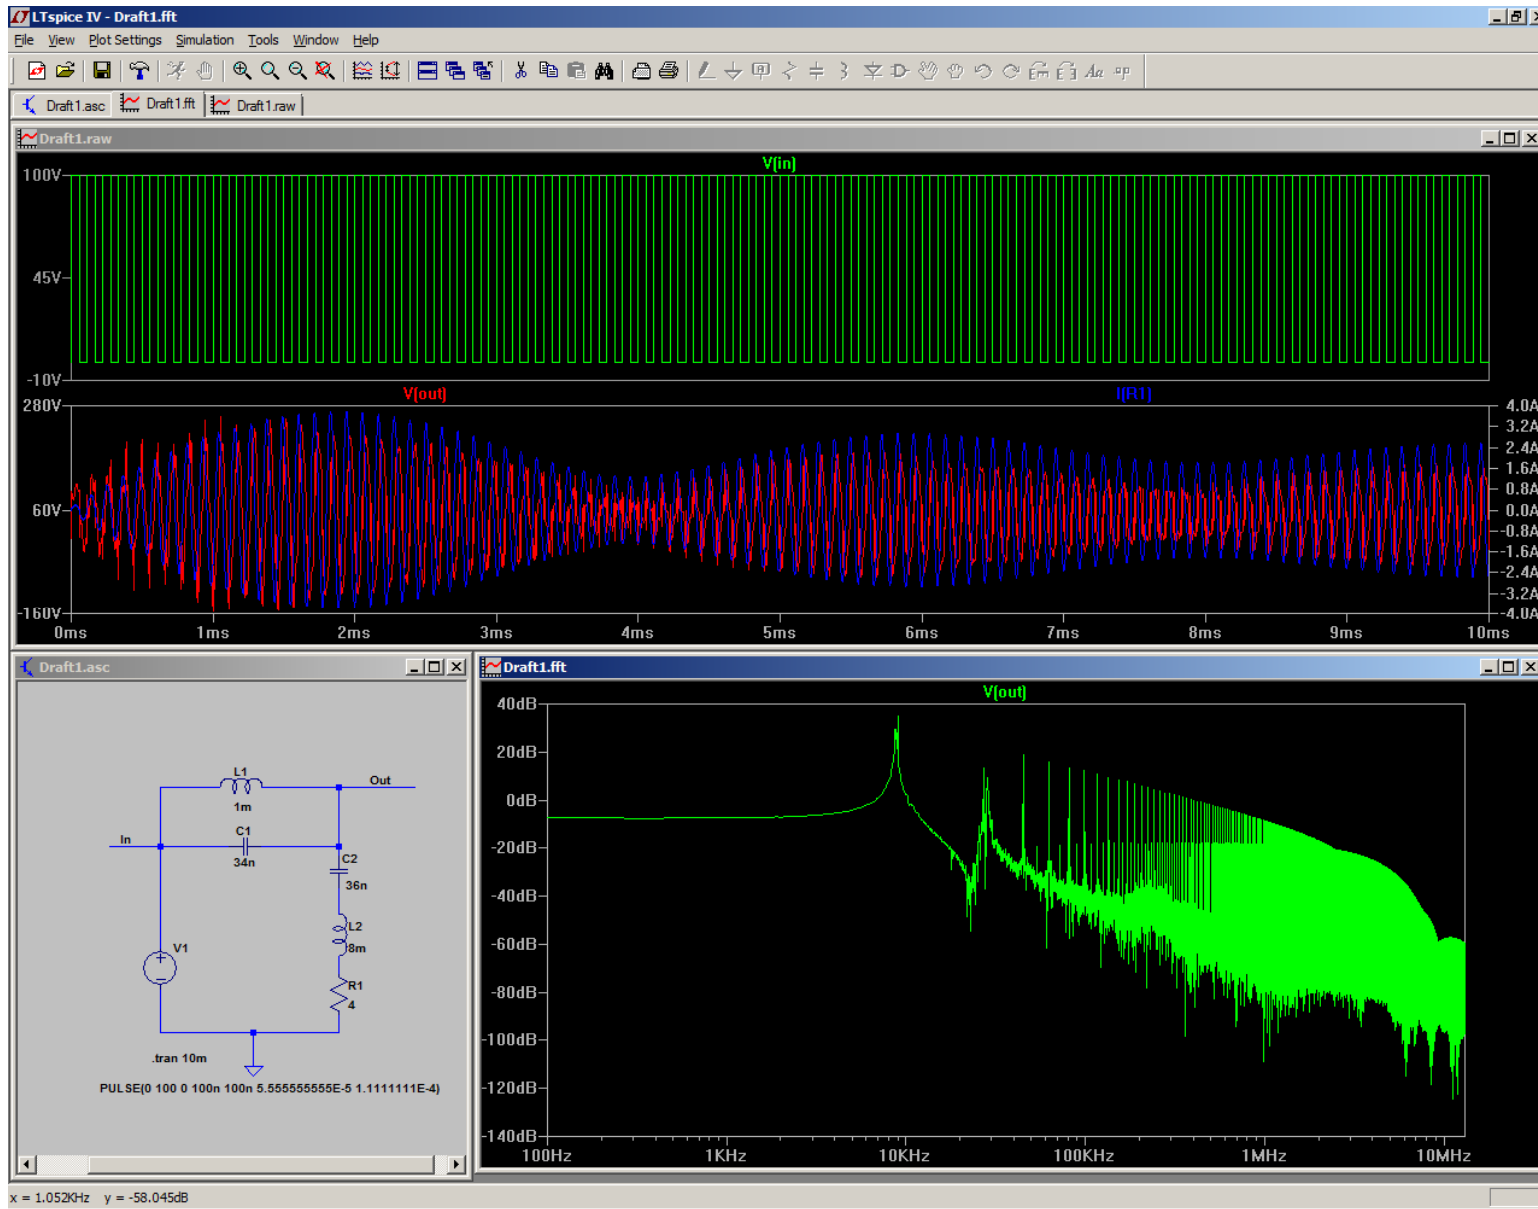 LTspice IV - Draft1.fft
File View Plot Settings Simulation Tools Window Help
Draft1.asc Draft1.fft Draft1.raw
Draft1.raw
V(in)
100V
45V
-10V
V(out) I(R1)
280V 4.0A
3.2A
2.4A
1.6A
0.8A
60V 0.0A
-0.8A
-1.6A
-2.4A
-3.2A
-160V -4.0A
0ms 1ms 2ms 3ms 4ms 5ms 6ms 7ms 8ms 9ms 10ms
Draft1.asc
L1
Out
1m
In
C1
34n
C2
36n
L2
8m
V1
R1
4
.tran 10m
PULSE(0 100 0 100n 100n 5.555555555E-5 1.1111111E-4)
Draft1.fft
V(out)
40dB
20dB
0dB
-20dB
-40dB
-60dB
-80dB
-100dB
-120dB
-140dB
100Hz 1KHz 10KHz 100KHz 1MHz 10MHz
x = 1.052KHz y = -58.045dB